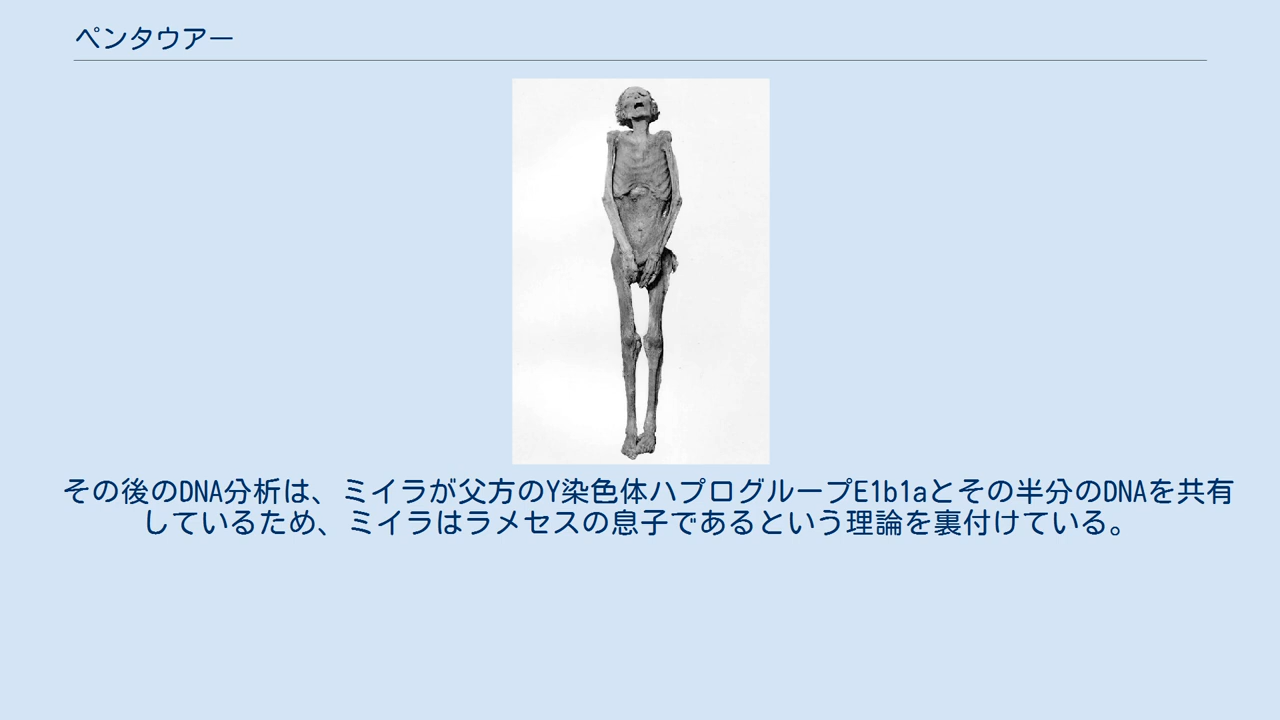 ペンタウアー
その後のDNA分析は、ミイラが父方のY染色体ハプログループE1b1aとその半分のDNAを共有
しているため、ミイラはラメセスの息子であるという理論を裏付けている。